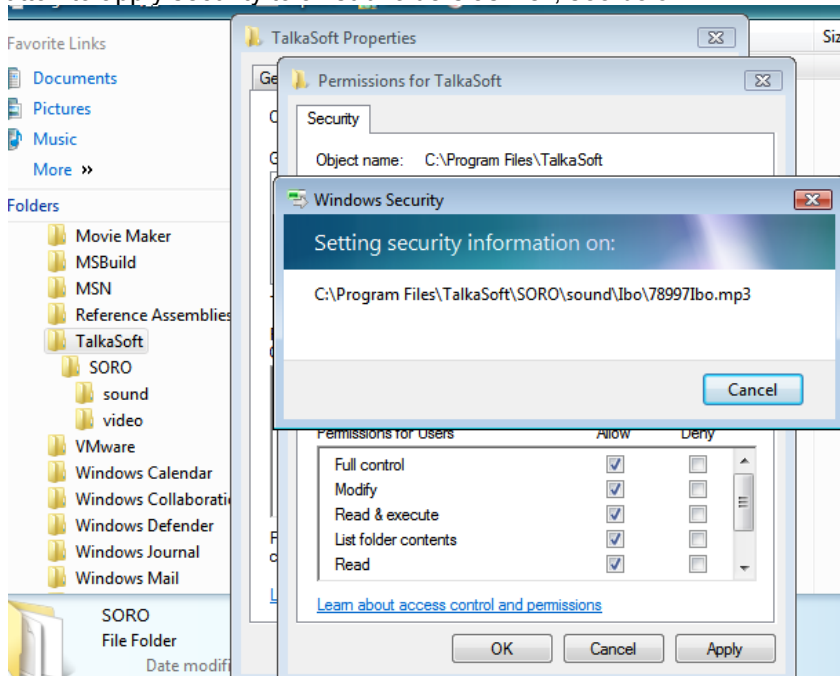 to apply security to
Favorite Links
Documents
Pictures
Music
More »
Folders
Movie Maker
MSBuild
MSN
Reference Assemblies
TalkaSoft
SORO
sound
video
VMware
Windows Calendar
Windows Collaborati
Windows Defender
Windows Journal
Windows Mail
SORO
File Folder
Date modifi
TalkaSoft Properties
Siz
Ge
Permissions for TalkaSoft
Security
Object name: C:\Program Files\TalkaSoft
Windows Security
Setting security information on:
C:\Program Files\TalkaSoft\SORO\sound\Ibo\78997Ibo.mp3
Cancel
Permissions for Users Allow Deny
Full control
Modify
Read & execute
List folder contents
Read
Learn about access control and permissions
OK Cancel Apply